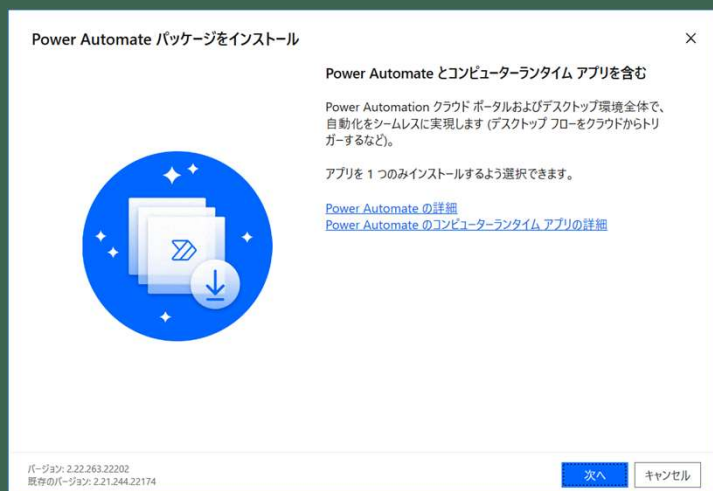 Power Automate パッケージをインストール
Power Automate とコンピューターランタイム アプリを含む
Power Automation クラウド ポータルおよびデスクトップ環境全体で、
自動化をシームレスに実現します (デスクトップ フローをクラウドからトリ
ガーするなど)。
アプリを 1 つのみインストールするよう選択できます。
Power Automate の詳細
Power Automate のコンピューターランタイム アプリの詳細
バージョン: 2.22.263.22202
既存のバージョン: 2.21.244.22174
次へ
キャンセル